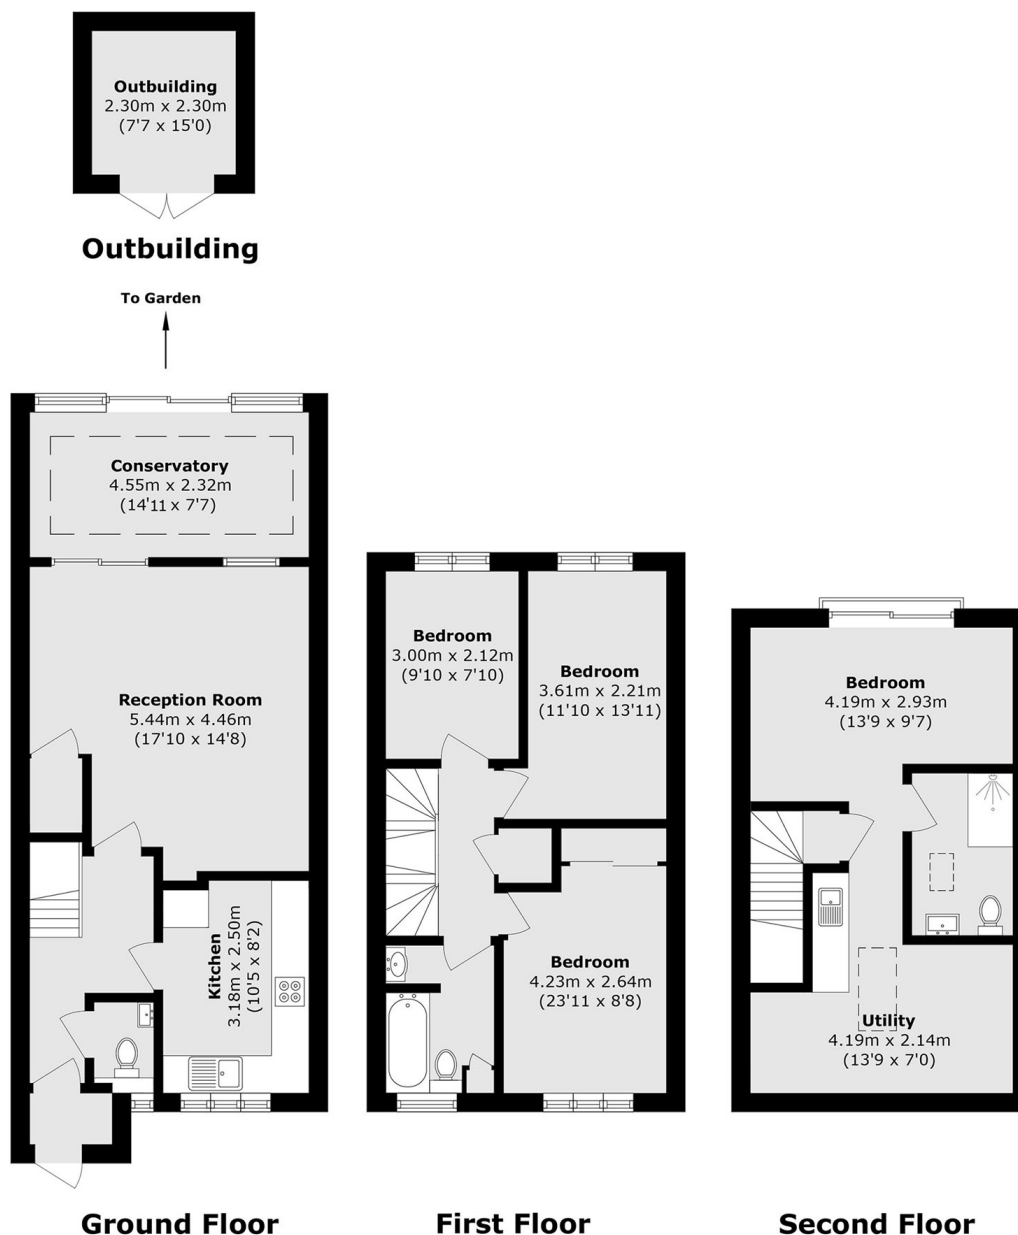 Outbuilding
2.30m x 2.30m
(7'7 x 15'0)
Outbuilding
To Garden
Conservatory
4.55m x 2.32m
(14'11 x 7'7)
Reception Room
5.44m x 4.46m
(17'10 x 14'8)
Kitchen
3.18m x 2.50m
(10'5 x 8'2)
Ground Floor
Bedroom
3.00m x 2.12m
(9'10 x 7'10)
Bedroom
3.61m x 2.21m
(11'10 x 13'11)
Bedroom
4.23m x 2.64m
(23'11 x 8'8)
First Floor
Bedroom
4.19m x 2.93m
(13'9 x 9'7)
Utility
4.19m x 2.14m
(13'9 x 7'0)
Second Floor